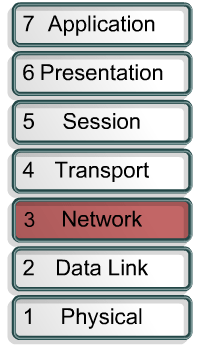 7 Application
6 Presentation
5 Session
4 Transport
3 Network
2 Data Link
1 Physical